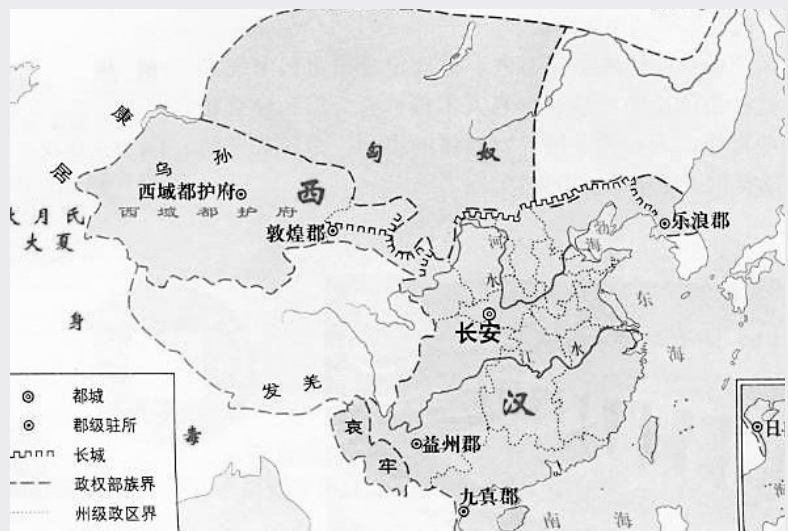 匈 奴
康
居
乌 孙
西域都护府
西
西域都护府
大月氏
大夏
敦煌郡
乐浪郡
渤
海
河
水
东
海
身
长安
江
水
发 羌
汉
毒
哀
牢
益州郡
九真郡
南 海
日
都城
郡级驻所
长城
政权部族界
州级政区界